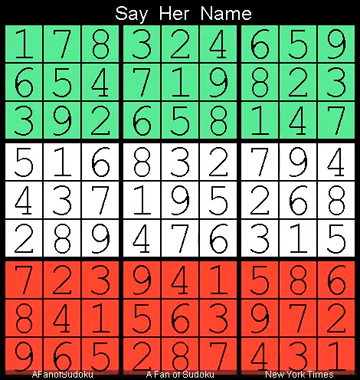 Say Her Name
1 7 8 3 2 4 6 5 9
6 5 4 7 1 9 8 2 3
3 9 2 6 5 8 1 4 7
5 1 6 8 3 2 7 9 4
4 3 7 1 9 5 2 6 8
2 8 9 4 7 6 3 1 5
7 2 3 9 4 1 5 8 6
8 4 1 5 6 3 9 7 2
9 6 5 2 8 7 4 3 1
AFanofSudoku A Fan of Sudoku New York Times